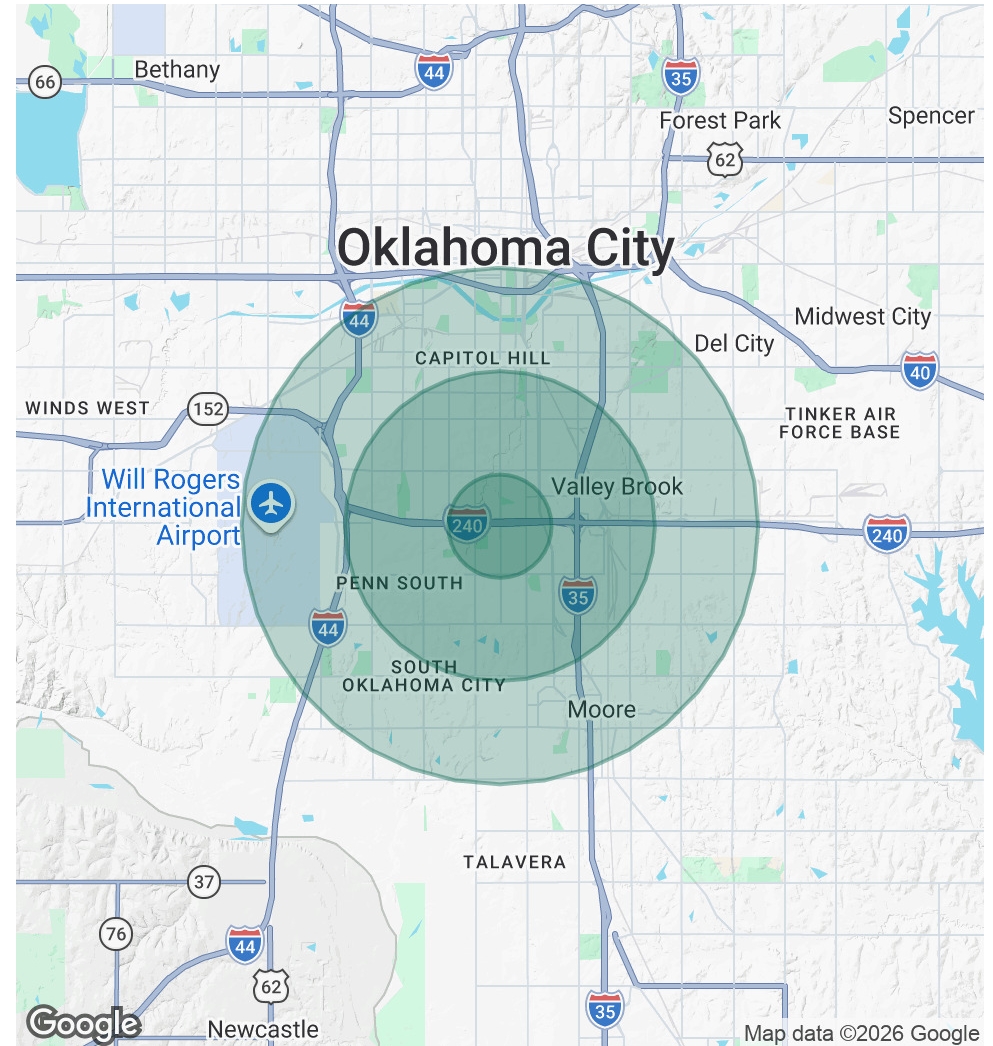 Bethany
44
35
66
Forest Park
Spencer
62
Oklahoma City
44
Midwest City
Del City
CAPITOL HILL
40
WINDS WEST
152
TINKER AIR
FORCE BASE
Will Rogers
International
Airport
Valley Brook
240
240
PENN SOUTH
35
44
SOUTH
OKLAHOMA CITY
Moore
TALAVERA
37
76
44
62
35
Google
Newcastle
Map data ©2026 Google